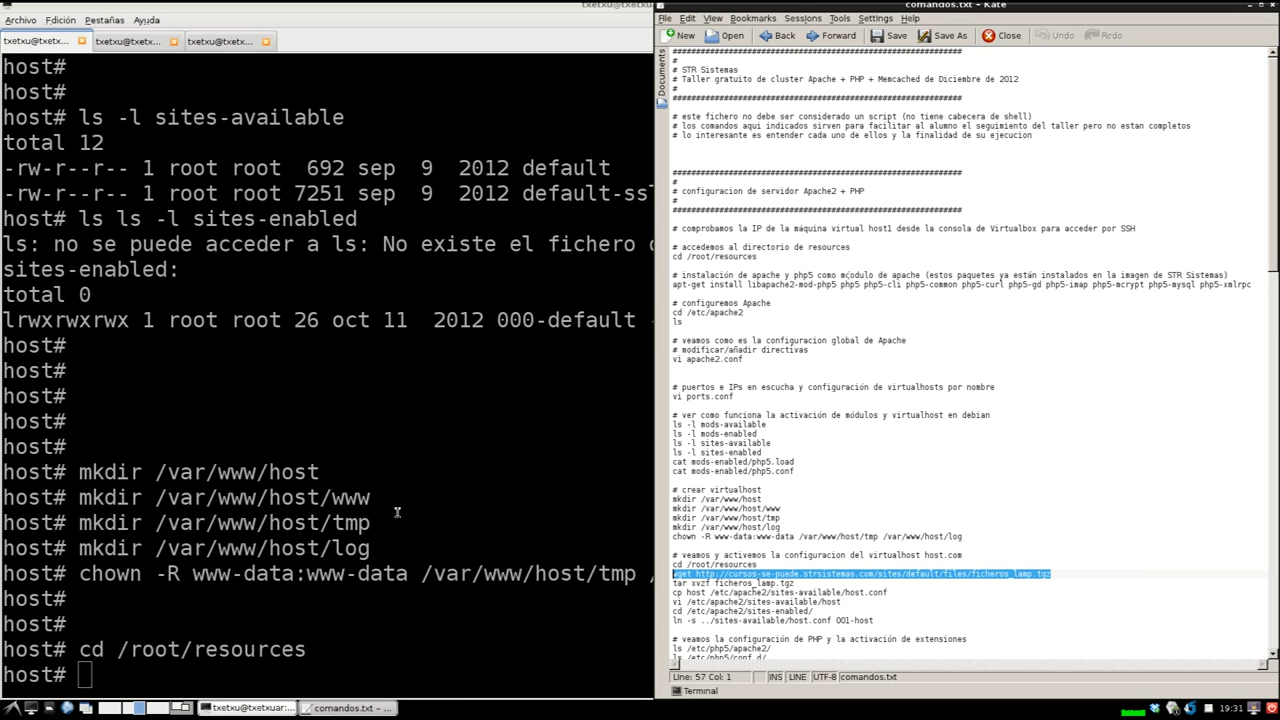 Archivo Edición Pestañas Ayuda
txetxu@txetx...
txetxu@txetx...
txetxu@txetx...
host#
host#
host# ls -l sites-available
total 12
-rw-r--r-- 1 root root 692 sep 9 2012 default
-rw-r--r-- 1 root root 7251 sep 9 2012 default-ssl
host# ls ls -l sites-enabled
ls: no se puede acceder a ls: No existe el fichero
sites-enabled:
total 0
lrwxrwxrwx 1 root root 26 oct 11 2012 000-default -
host#
host#
host#
host#
host#
host# mkdir /var/www/host
host# mkdir /var/www/host/www
host# mkdir /var/www/host/tmp
host# mkdir /var/www/host/log
host# chown -R www-data:www-data /var/www/host/tmp /
host#
host#
host# cd /root/resources
host#
comandos.txt - Kate
File Edit View Bookmarks Sessions Tools Settings Help
New Open Back Forward Save Save As Close Undo Redo
Documents
##############################################################
#
# STR Sistemas
# Taller gratuito de cluster Apache + PHP + Memcached de Diciembre de 2012
#
##############################################################
# este fichero no debe ser considerado un script (no tiene cabecera de shell)
# los comandos aqui indicados sirven para facilitar al alumno el seguimiento del taller pero no estan completos
# lo interesante es entender cada uno de ellos y la finalidad de su ejecucion
##############################################################
#
# configuracion de servidor Apache2 + PHP
#
##############################################################
# comprobamos la IP de la máquina virtual host1 desde la consola de Virtualbox para acceder por SSH
# accedemos al directorio de resources
cd /root/resources
# instalación de apache y php5 como modulo de apache (estos paquetes ya están instalados en la imagen de STR Sistemas)
apt-get install libapache2-mod-php5 php5 php5-cli php5-common php5-curl php5-gd php5-imap php5-mcrypt php5-mysql php5-xmlrpc
# configuremos Apache
cd /etc/apache2
ls
# veamos como es la configuracion global de Apache
# modificar/añadir directivas
vi apache2.conf
# puertos e IPs en escucha y configuración de virtualhosts por nombre
vi ports.conf
# ver como funciona la activación de módulos y virtualhost en debian
ls -l mods-available
ls -l mods-enabled
ls -l sites-available
ls -l sites-enabled
cat mods-enabled/php5.load
cat mods-enabled/php5.conf
# crear virtualhost
mkdir /var/www/host
mkdir /var/www/host/www
mkdir /var/www/host/tmp
mkdir /var/www/host/log
chown -R www-data:www-data /var/www/host/tmp /var/www/host/log
# veamos y activemos la configuracion del virtualhost host.com
cd /root/resources
wget http://cursos-se-puede.strsistemas.com/sites/default/files/ficheros_lamp.tgz
tar xvzf ficheros_lamp.tgz
cp host /etc/apache2/sites-available/host.conf
vi /etc/apache2/sites-available/host
cd /etc/apache2/sites-enabled/
ln -s ../sites-available/host.conf 001-host
# veamos la configuración de PHP y la activación de extensiones
ls /etc/php5/apache2/
ls /etc/php5/conf.d/
Line: 57 Col: 1 INS LINE UTF-8 comandos.txt
Terminal
txetxu@txetxuar:...
comandos.txt - ...
19:31